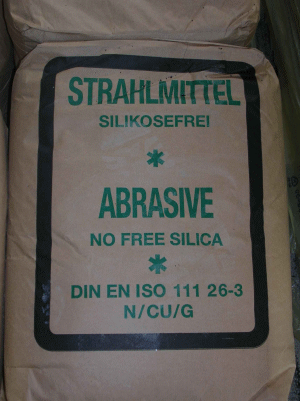 STRAHLMITTEL
SILIKOSEFREI
*
ABRASIVE
NO FREE SILICA
*
DIN EN ISO 111 26-3
N/CU/G